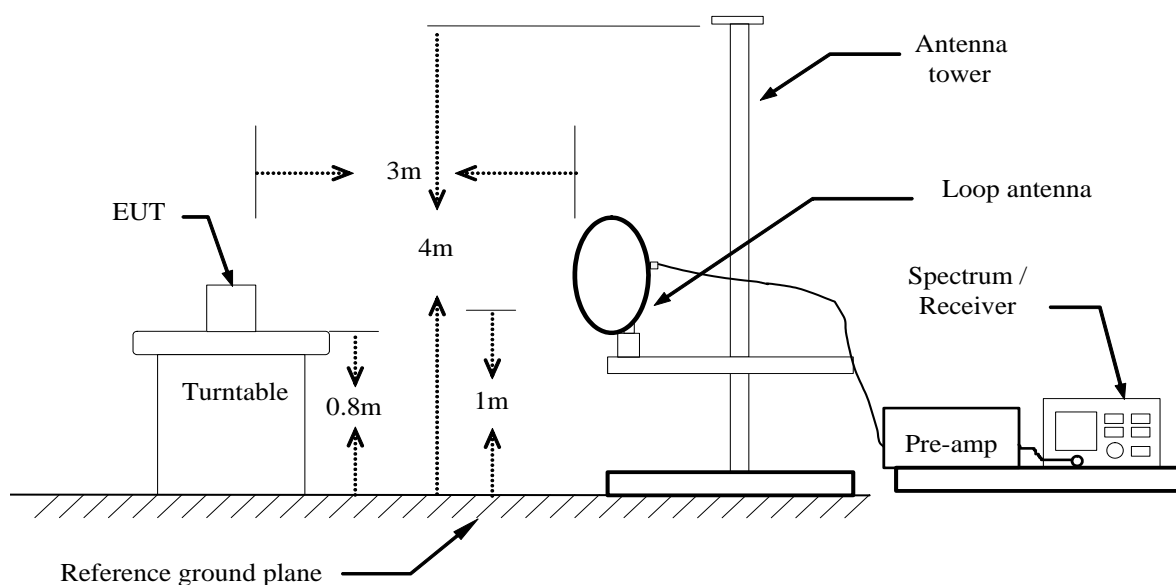 Antenna
tower
3m
Loop antenna
EUT
4m
Spectrum /
Receiver
Turntable
0.8m
1m
Pre-amp
Reference ground plane